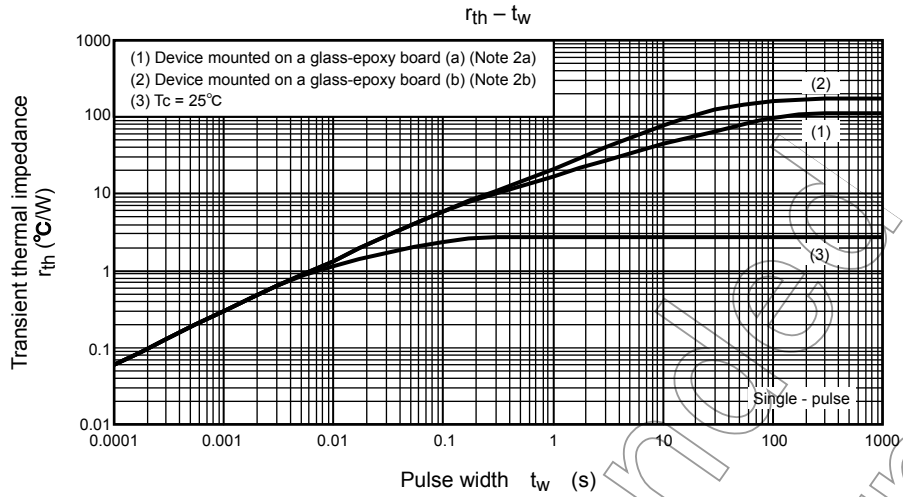 rth – tw
1000
(1) Device mounted on a glass-epoxy board (a) (Note 2a)
(2) Device mounted on a glass-epoxy board (b) (Note 2b)
(3) Tc = 25°C
(2)
100
(1)
10
1
(3)
0.1
Single - pulse
0.01
0.0001 0.001 0.01 0.1 1 10 100 1000
Pulse width tw (s)
Transient thermal impedance
rth (°C/W)